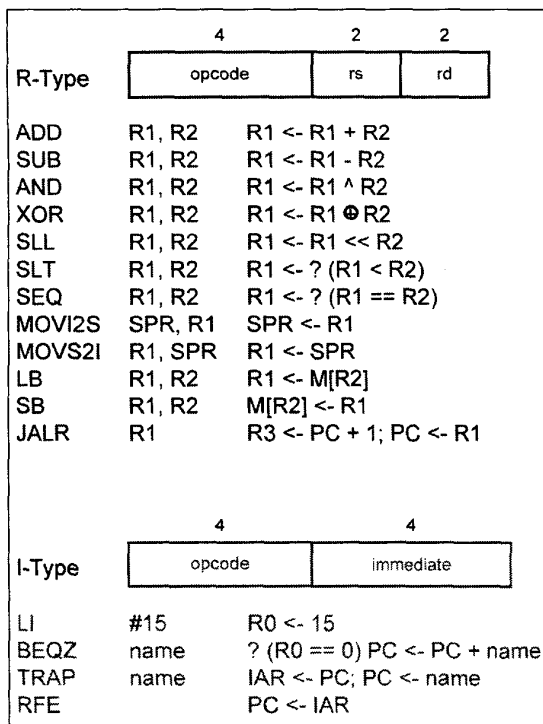 4 2 2
R-Type opcode rs rd
ADD R1, R2 R1 <- R1 + R2
SUB R1, R2 R1 <- R1 - R2
AND R1, R2 R1 <- R1 ^ R2
XOR R1, R2 R1 <- R1 ⊕ R2
SLL R1, R2 R1 <- R1 << R2
SLT R1, R2 R1 <- ? (R1 < R2)
SEQ R1, R2 R1 <- ? (R1 == R2)
MOVI2S SPR, R1 SPR <- R1
MOVS2I R1, SPR R1 <- SPR
LB R1, R2 R1 <- M[R2]
SB R1, R2 M[R2] <- R1
JALR R1 R3 <- PC + 1; PC <- R1
4 4
I-Type opcode immediate
LI #15 R0 <- 15
BEQZ name ? (R0 == 0) PC <- PC + name
TRAP name IAR <- PC; PC <- name
RFE PC <- IAR